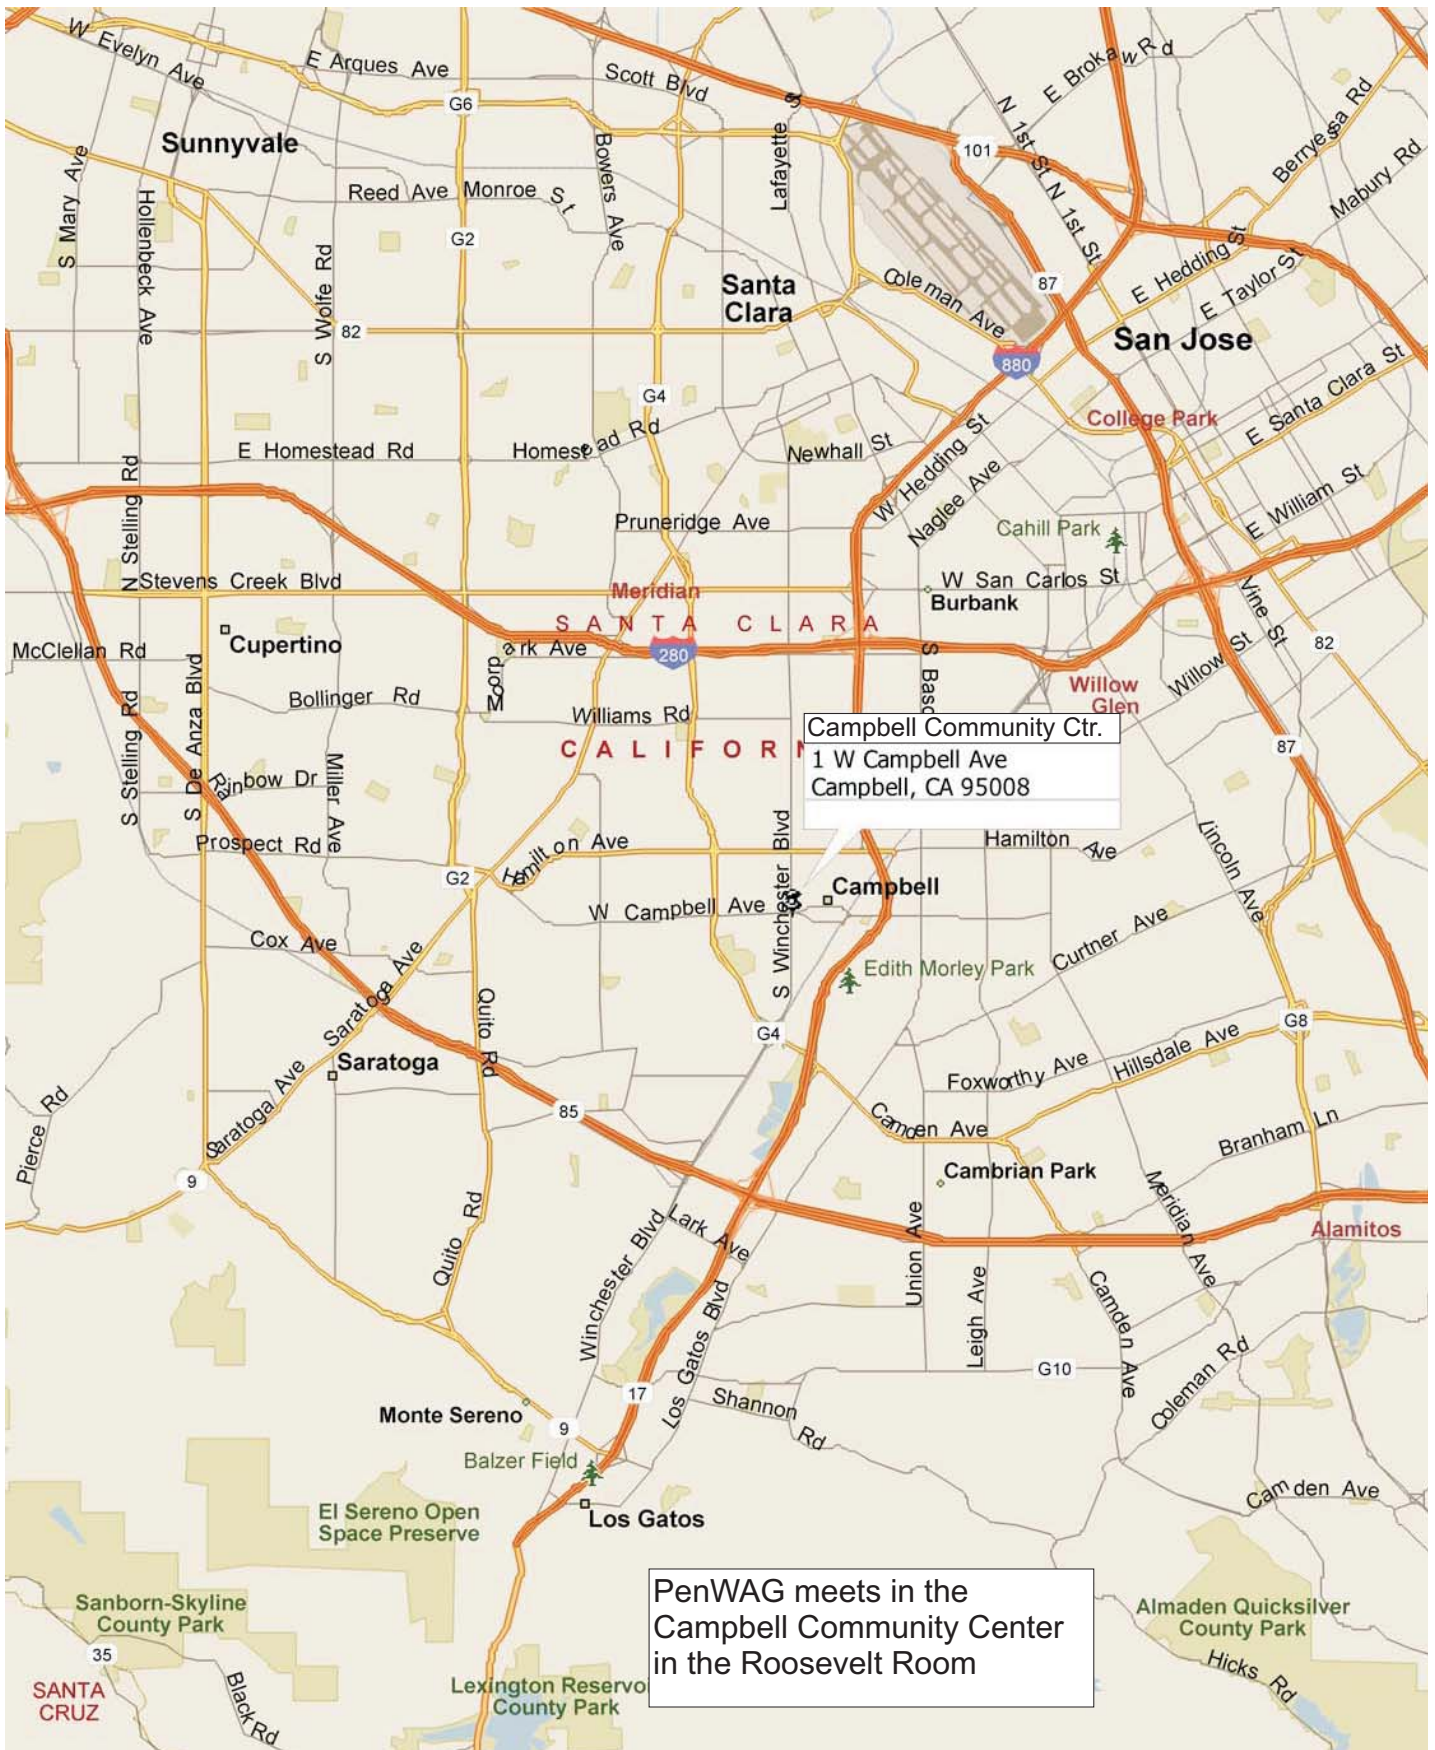 W Evelyn Ave
E Arques Ave
Scott Blvd
E Brokaw Rd
N 1st St
G6
Lafayette St
Berryessa Rd
Sunnyvale
Bowers Ave
101
Mabury Rd
S Mary Ave
Hollenbeck Ave
Reed Ave
Monroe St
N 1st St
G2
S Wolfe Rd
Santa
Clara
Coleman Ave
87
E Hedding St
E Taylor St
82
San Jose
880
E Santa Clara St
G4
College Park
E Homestead Rd
Homestead Rd
Newhall St
W Hedding St
Naglee Ave
E William St
N Stelling Rd
Pruneridge Ave
Cahill Park
Stevens Creek Blvd
Meridian
W San Carlos St
Burbank
Vine St
SANTA CLARA
Cupertino
McClellan Rd
ark Ave
280
82
Willow St
S De Anza Blvd
Moorp
S Basc
Willow
Glen
Bollinger Rd
Williams Rd
S Stelling Rd
CALIFORN
Campbell Community Ctr.
1 W Campbell Ave
Campbell, CA 95008
87
Rainbow Dr
Miller Ave
Prospect Rd
Hamilton Ave
S Winchester Blvd
Hamilton Ave
Lincoln Ave
G2
Campbell
W Campbell Ave
Cox Ave
Saratoga Ave
Curtner Ave
Edith Morley Park
Quito Rd
G4
G8
Saratoga
Hillsdale Ave
Foxworthy Ave
Pierce Rd
Saratoga Ave
85
Camden Ave
Branham Ln
9
Cambrian Park
Meridian Ave
Quito Rd
Winchester Blvd
Lark Ave
Union Ave
Alamitos
Los Gatos Blvd
Leigh Ave
Camden Ave
G10
Coleman Rd
17
Shannon Rd
Monte Sereno
9
Balzer Field
Camden Ave
El Sereno Open
Space Preserve
Los Gatos
PenWAG meets in the
Campbell Community Center
in the Roosevelt Room
Sanborn-Skyline
County Park
Almaden Quicksilver
County Park
35
Hicks Rd
SANTA
CRUZ
Black Rd
Lexington Reservoi
County Park